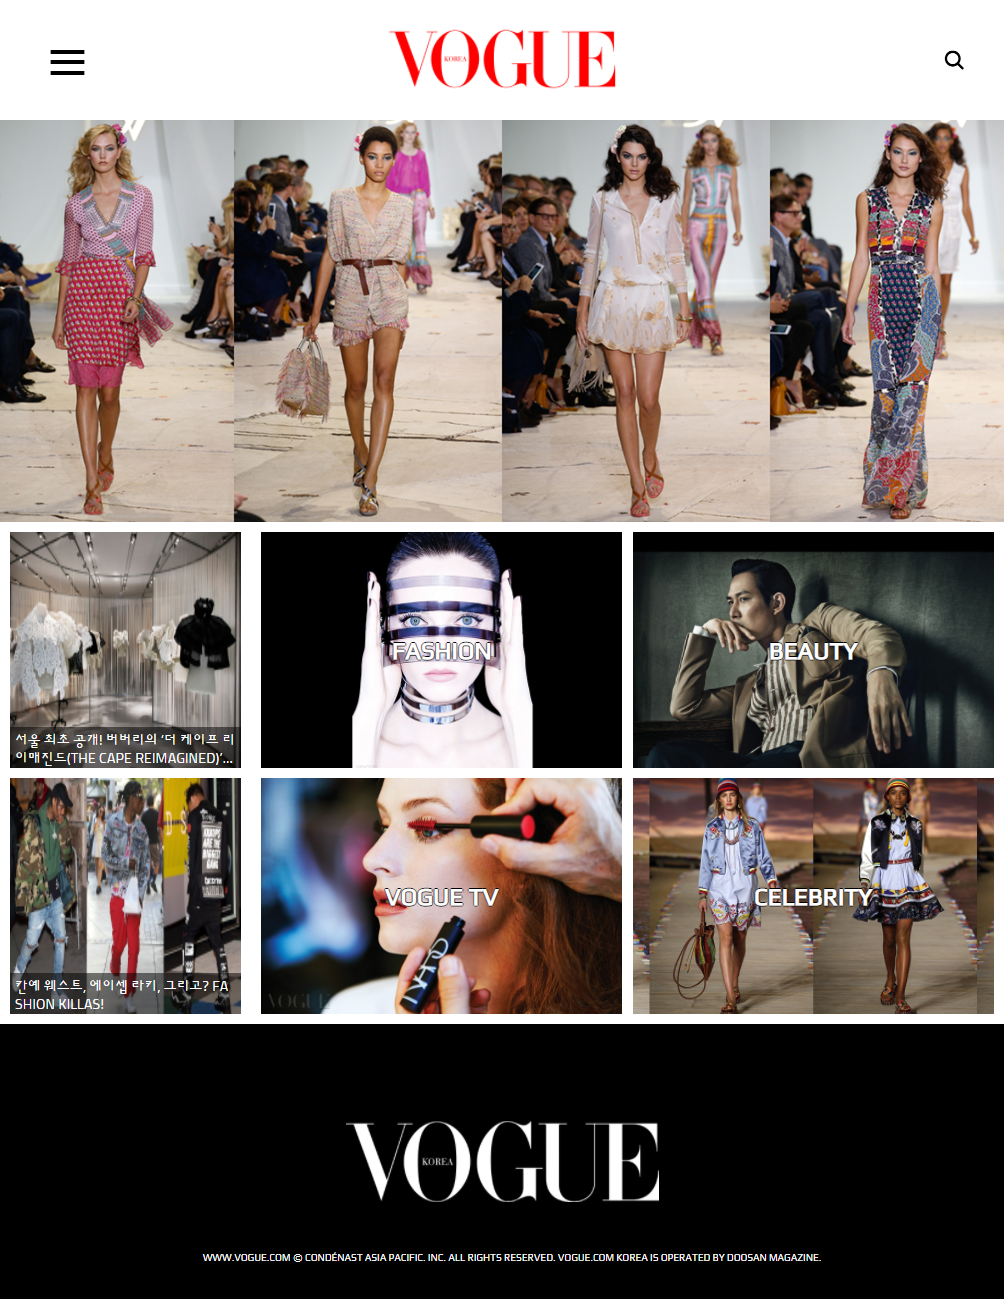 VOGUE
KOREA
FASHION
BEAUTY
서울 최초 공개! 버버리의 '더 케이프 리
이매진드(THE CAPE REIMAGINED)'...
VOGUE TV
CELEBRITY
NARS
VOGUE
칸예 웨스트, 에이셉 라키, 그리고? FA
SHION KILLAS!
VOGUE
KOREA
WWW.VOGUE.COM © CONDÉNAST ASIA PACIFIC. INC. ALL RIGHTS RESERVED. VOGUE.COM KOREA IS OPERATED BY DOOSAN MAGAZINE.